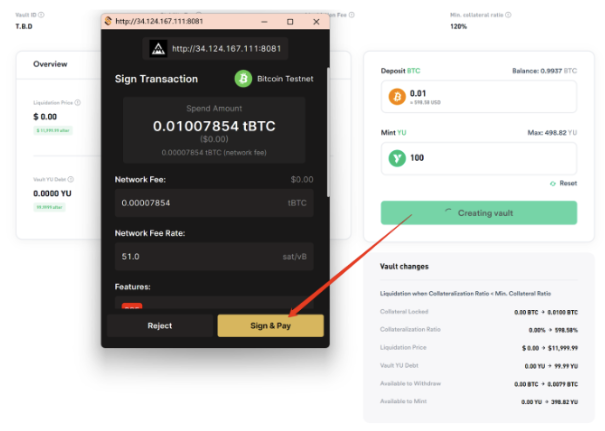 Vault ID
Min. collateral ratio
T.B.D
120%
http://34.124.167.111:8081
http://34.124.167.111:8081
Sign Transaction
Bitcoin Testnet
Spend Amount
0.01007854 tBTC
($0.00)
0.00007854 tBTC (network fee)
Network Fee:
$0.00
0.00007854
tBTC
Network Fee Rate:
51.0
sat/vB
Features:
Reject
Sign & Pay
Overview
Liquidation Price
$ 0.00
$ 11,999.99 after
Vault YU Debt
0.0000 YU
99.9999 after
Deposit BTC
Balance: 0.9937 BTC
0.01
≈ 598.58 USD
Mint YU
Max: 498.82 YU
100
Reset
Creating vault
Vault changes
Liquidation when Collateralization Ratio < Min. Collateral Ratio
Collateral Locked
0.00 BTC → 0.0100 BTC
Collateralization Ratio
0.00% → 598.58%
Liquidation Price
$ 0.00 → $11,999.99
Vault YU Debt
0.00 YU → 99.99 YU
Available to Withdraw
0.00 BTC → 0.0079 BTC
Available to Mint
0.00 YU → 398.82 YU